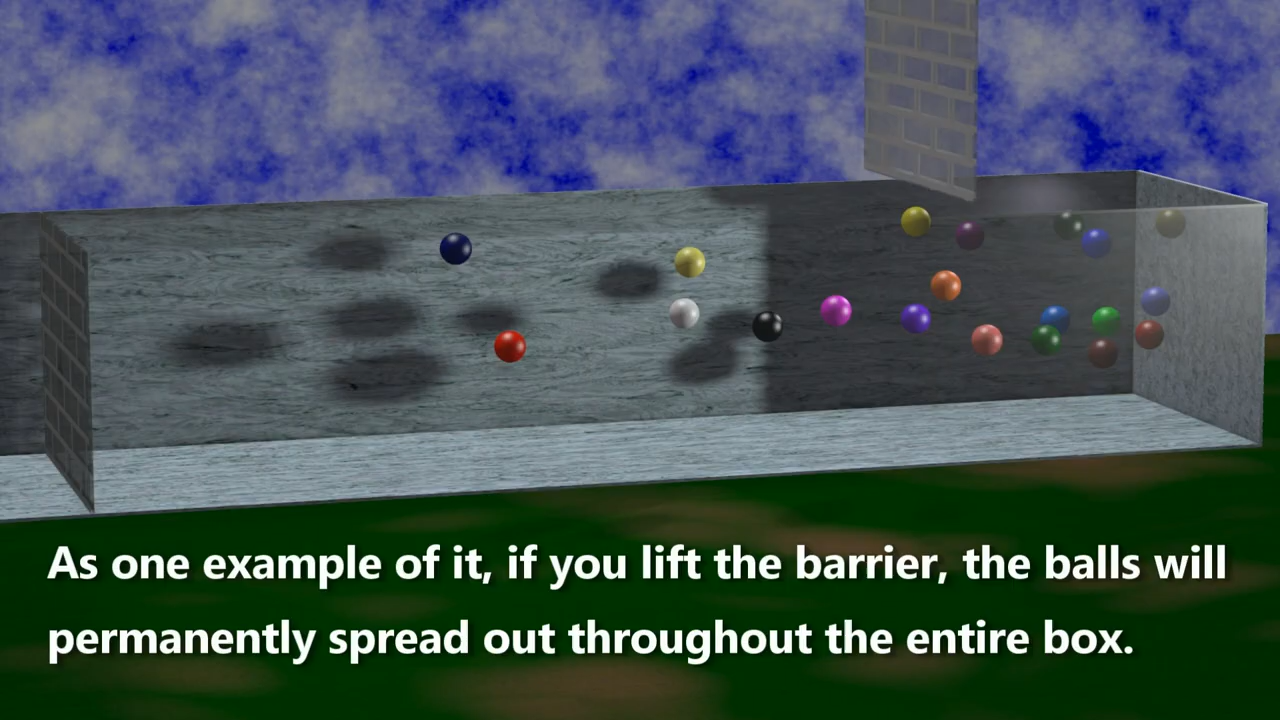 As one example of it, if you lift the barrier, the balls will
permanently spread out throughout the entire box.